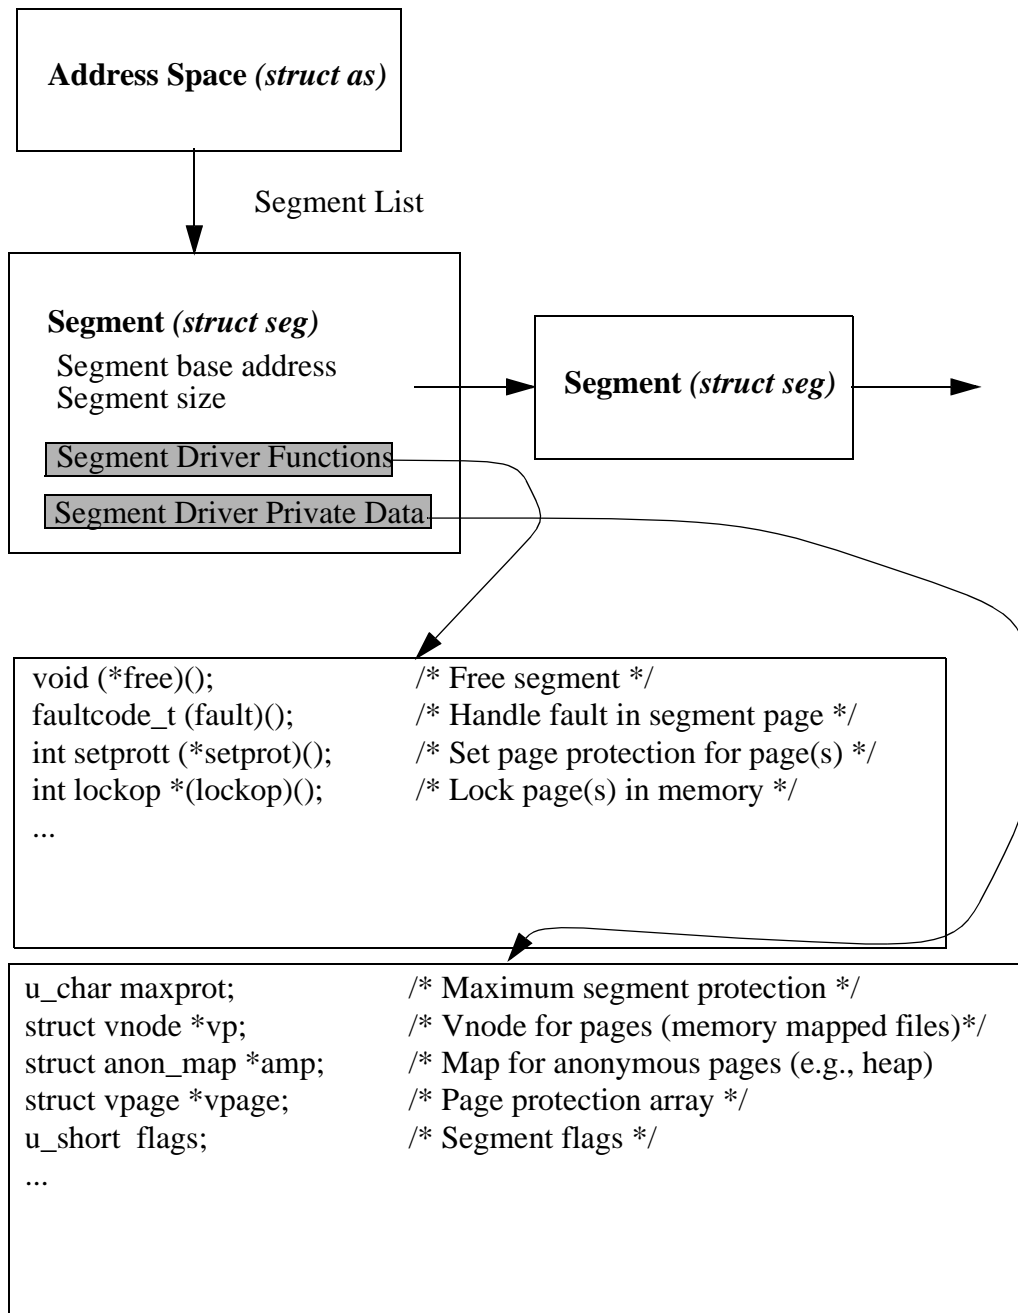 Address Space (struct as)
Segment List
Segment (struct seg)
Segment base address
Segment size
Segment Driver Functions
Segment Driver Private Data
Segment (struct seg)
void (*free)(); /* Free segment */
faultcode_t (fault)(); /* Handle fault in segment page */
int setprott (*setprot)(); /* Set page protection for page(s) */
int lockop *(lockop)(); /* Lock page(s) in memory */
...
u_char maxprot; /* Maximum segment protection */
struct vnode *vp; /* Vnode for pages (memory mapped files)*/
struct anon_map *amp; /* Map for anonymous pages (e.g., heap)
struct vpage *vpage; /* Page protection array */
u_short flags; /* Segment flags */
...